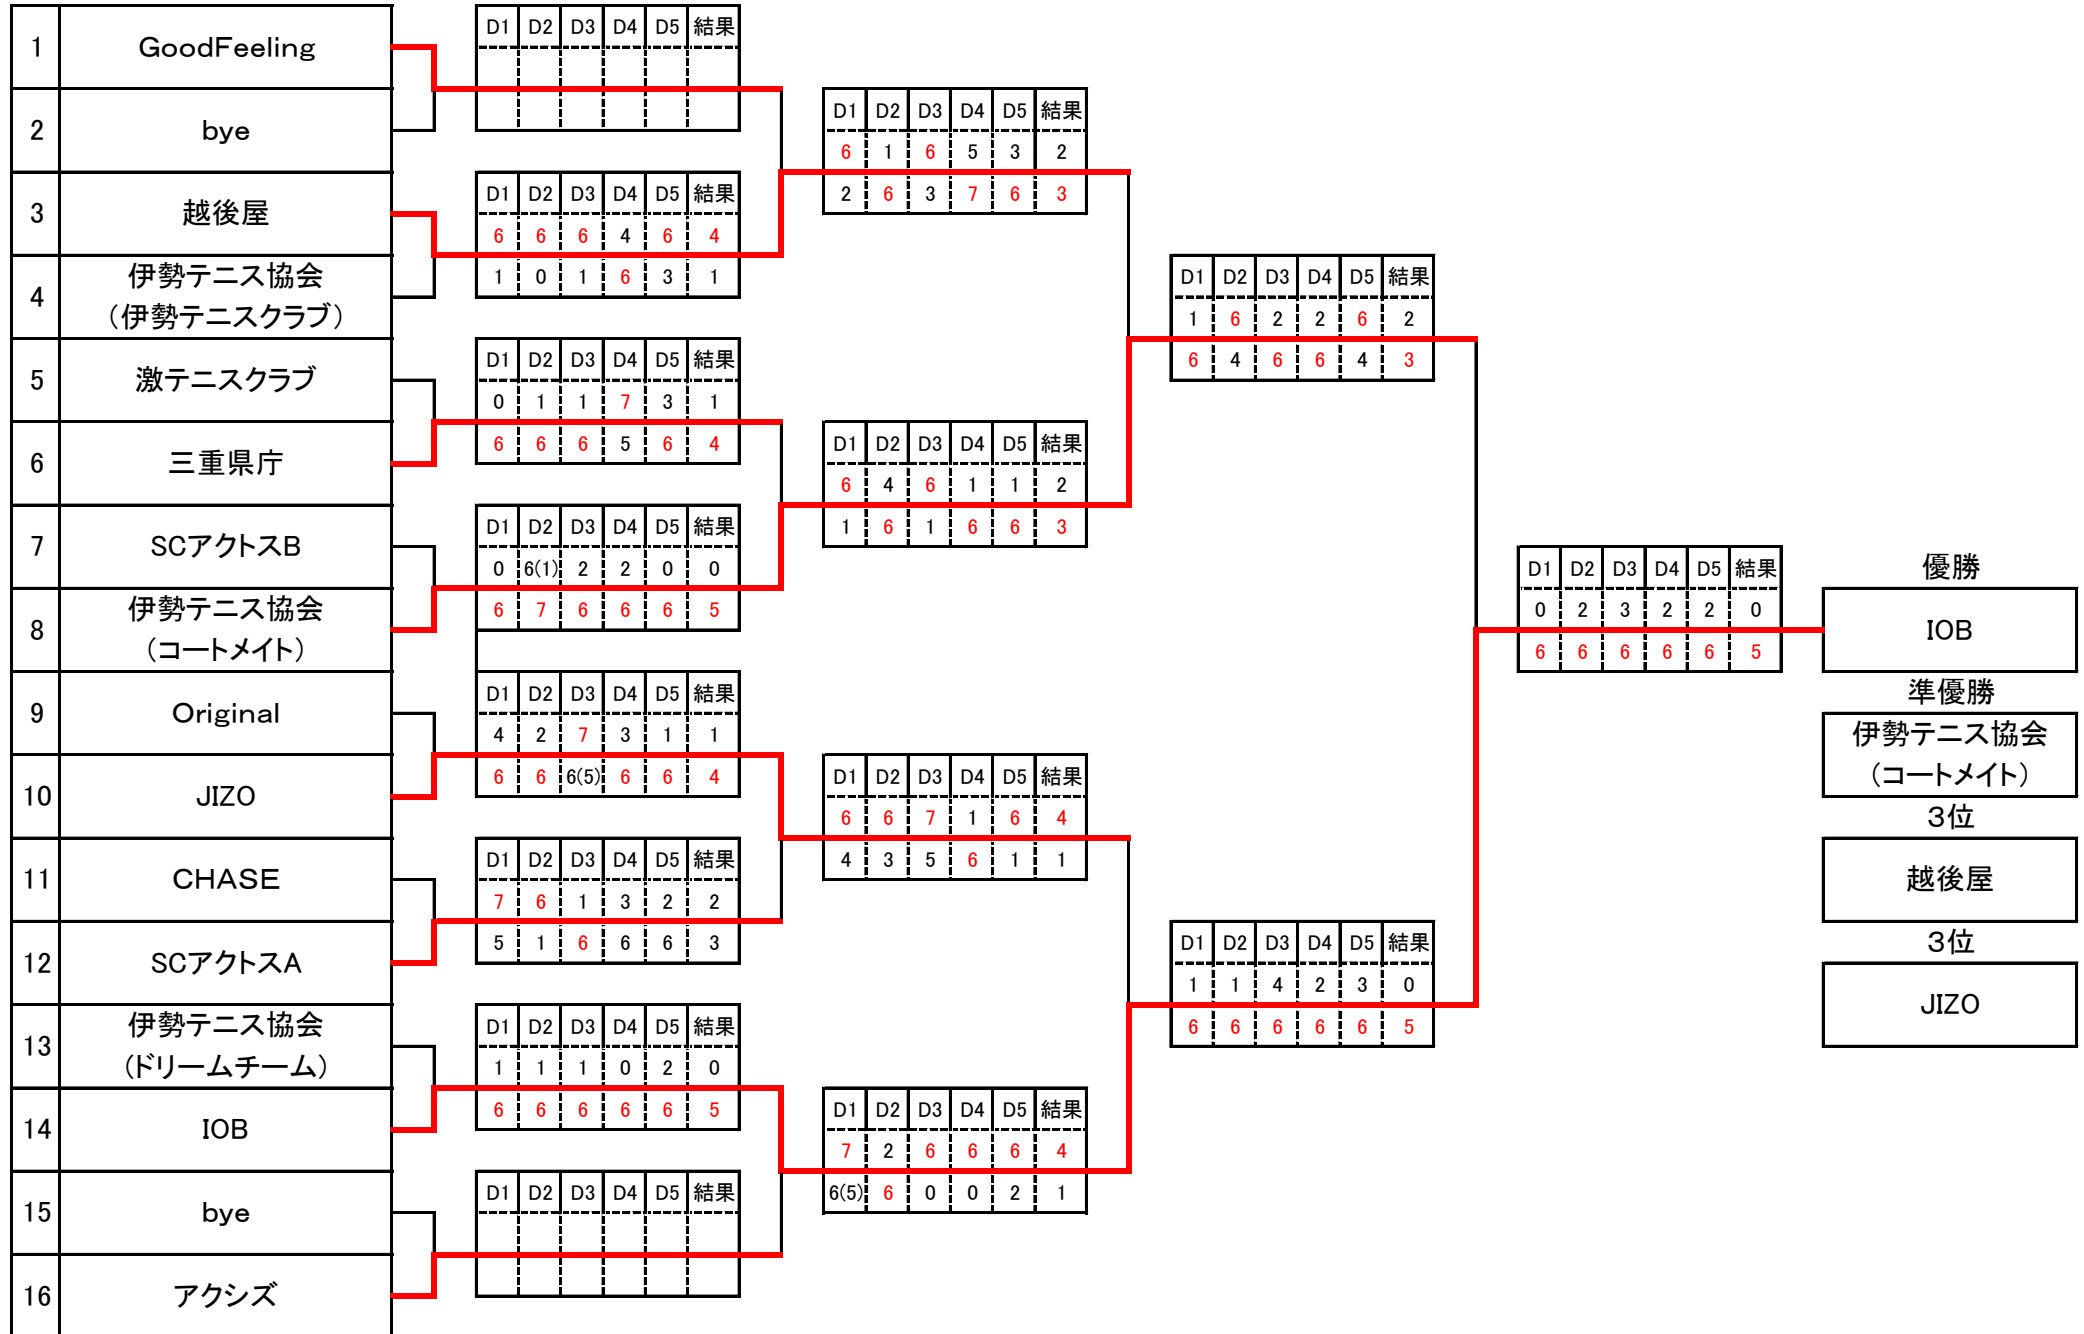 1 GoodFeeling
2 bye
3 越後屋
4 伊勢テニス協会
（伊勢テニスクラブ）
5 激テニスクラブ
6 三重県庁
7 SCアクトスB
8 伊勢テニス協会
（コートメイト）
9 Original
10 JIZO
11 CHASE
12 SCアクトスA
13 伊勢テニス協会
(ドリームチーム)
14 IOB
15 bye
16 アクシズ
D1 D2 D3 D4 D5 結果
D1 D2 D3 D4 D5 結果
6 6 6 4 6 4
1 0 1 6 3 1
D1 D2 D3 D4 D5 結果
0 1 1 7 3 1
6 6 6 5 6 4
D1 D2 D3 D4 D5 結果
0 6(1) 2 2 0 0
6 7 6 6 6 5
D1 D2 D3 D4 D5 結果
4 2 7 3 1 1
6 6 6(5) 6 6 4
D1 D2 D3 D4 D5 結果
7 6 1 3 2 2
5 1 6 6 6 3
D1 D2 D3 D4 D5 結果
1 1 1 0 2 0
6 6 6 6 6 5
D1 D2 D3 D4 D5 結果
D1 D2 D3 D4 D5 結果
6 1 6 5 3 2
2 6 3 7 6 3
D1 D2 D3 D4 D5 結果
6 4 6 1 1 2
1 6 1 6 6 3
D1 D2 D3 D4 D5 結果
6 6 7 1 6 4
4 3 5 6 1 1
D1 D2 D3 D4 D5 結果
7 2 6 6 6 4
6(5) 6 0 0 2 1
D1 D2 D3 D4 D5 結果
1 6 2 2 6 2
6 4 6 6 4 3
D1 D2 D3 D4 D5 結果
1 1 4 2 3 0
6 6 6 6 6 5
D1 D2 D3 D4 D5 結果
0 2 3 2 2 0
6 6 6 6 6 5
優勝
IOB
準優勝
伊勢テニス協会
（コートメイト）
３位
越後屋
３位
JIZO